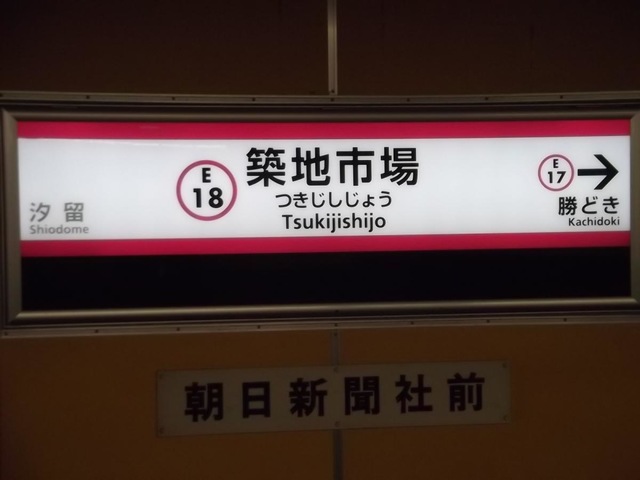 汐留
Shiodome
E
18
築地市場
つきじしじょう
Tsukijishijo
E
17
勝どき
Kachidoki
朝日新聞社前